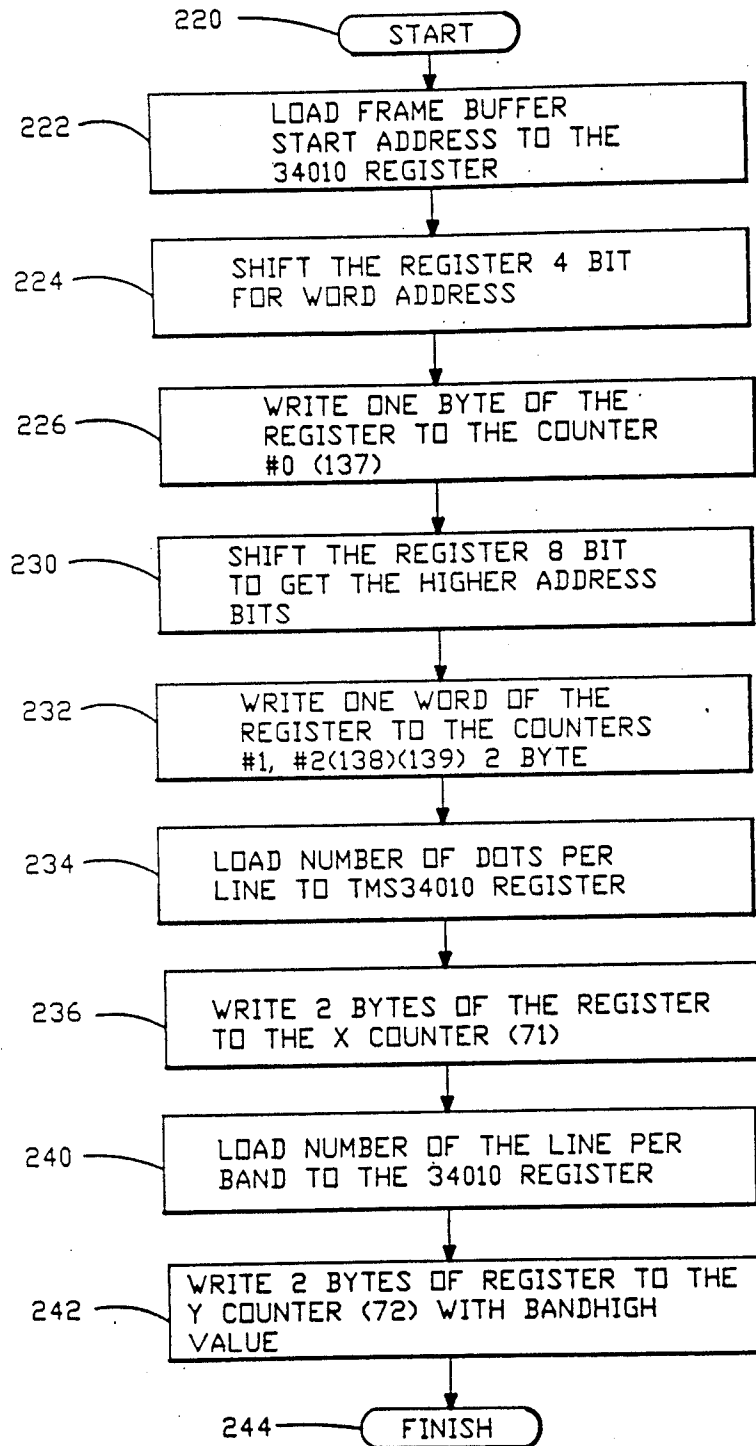 220
START
222
LOAD FRAME BUFFER
START ADDRESS TO THE
34010 REGISTER
224
SHIFT THE REGISTER 4 BIT
FOR WORD ADDRESS
226
WRITE ONE BYTE OF THE
REGISTER TO THE COUNTER
#0 (137)
230
SHIFT THE REGISTER 8 BIT
TO GET THE HIGHER ADDRESS
BITS
232
WRITE ONE WORD OF THE
REGISTER TO THE COUNTERS
#1, #2(138)(139) 2 BYTE
234
LOAD NUMBER OF DOTS PER
LINE TO TMS34010 REGISTER
236
WRITE 2 BYTES OF THE REGISTER
TO THE X COUNTER (71)
240
LOAD NUMBER OF THE LINE PER
BAND TO THE 34010 REGISTER
242
WRITE 2 BYTES OF REGISTER TO THE
Y COUNTER (72) WITH BANDHIGH
VALUE
244
FINISH